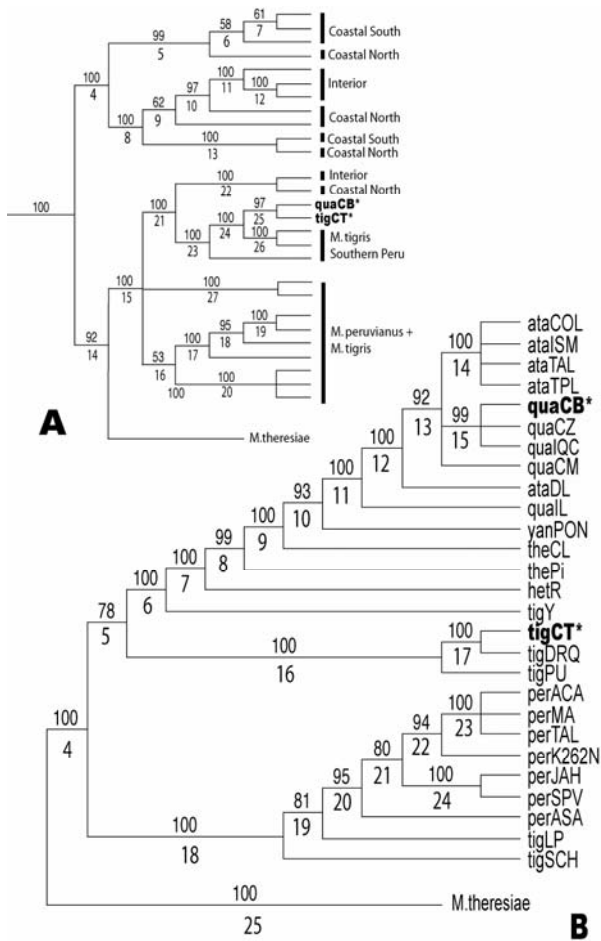 61
58
7
Coastal South
99
6
5
Coastal North
100
4
100
100
11
12
Interior
97
10
62
9
100
8
Coastal North
100
13
Coastal South
Coastal North
100
22
Interior
Coastal North
100
100
21
97
25
quaCB*
tigCT*
100
24
100
26
100
23
M.tigris
Southern Peru
100
15
100
27
92
14
100
19
95
18
100
17
M.peruvianus +
M.tigris
53
16
100
100
20
A
M.theresiae
ataCOL
ataISM
100
14
ataTAL
ataTPL
92
13
99
15
quaCB*
quaCZ
quaIQC
quaCM
100
12
ataDL
100
11
quaIL
93
10
yanPON
100
9
theCL
99
8
thePi
100
7
hetR
100
6
tigY
78
5
100
16
100
17
tigCT*
tigDRQ
tigPU
100
4
100
23
perACA
perMA
perTAL
94
22
perK262N
80
21
100
24
perJAH
perSPV
95
20
perASA
81
19
tigLP
100
18
tigSCH
100
25
M.theresiae
B